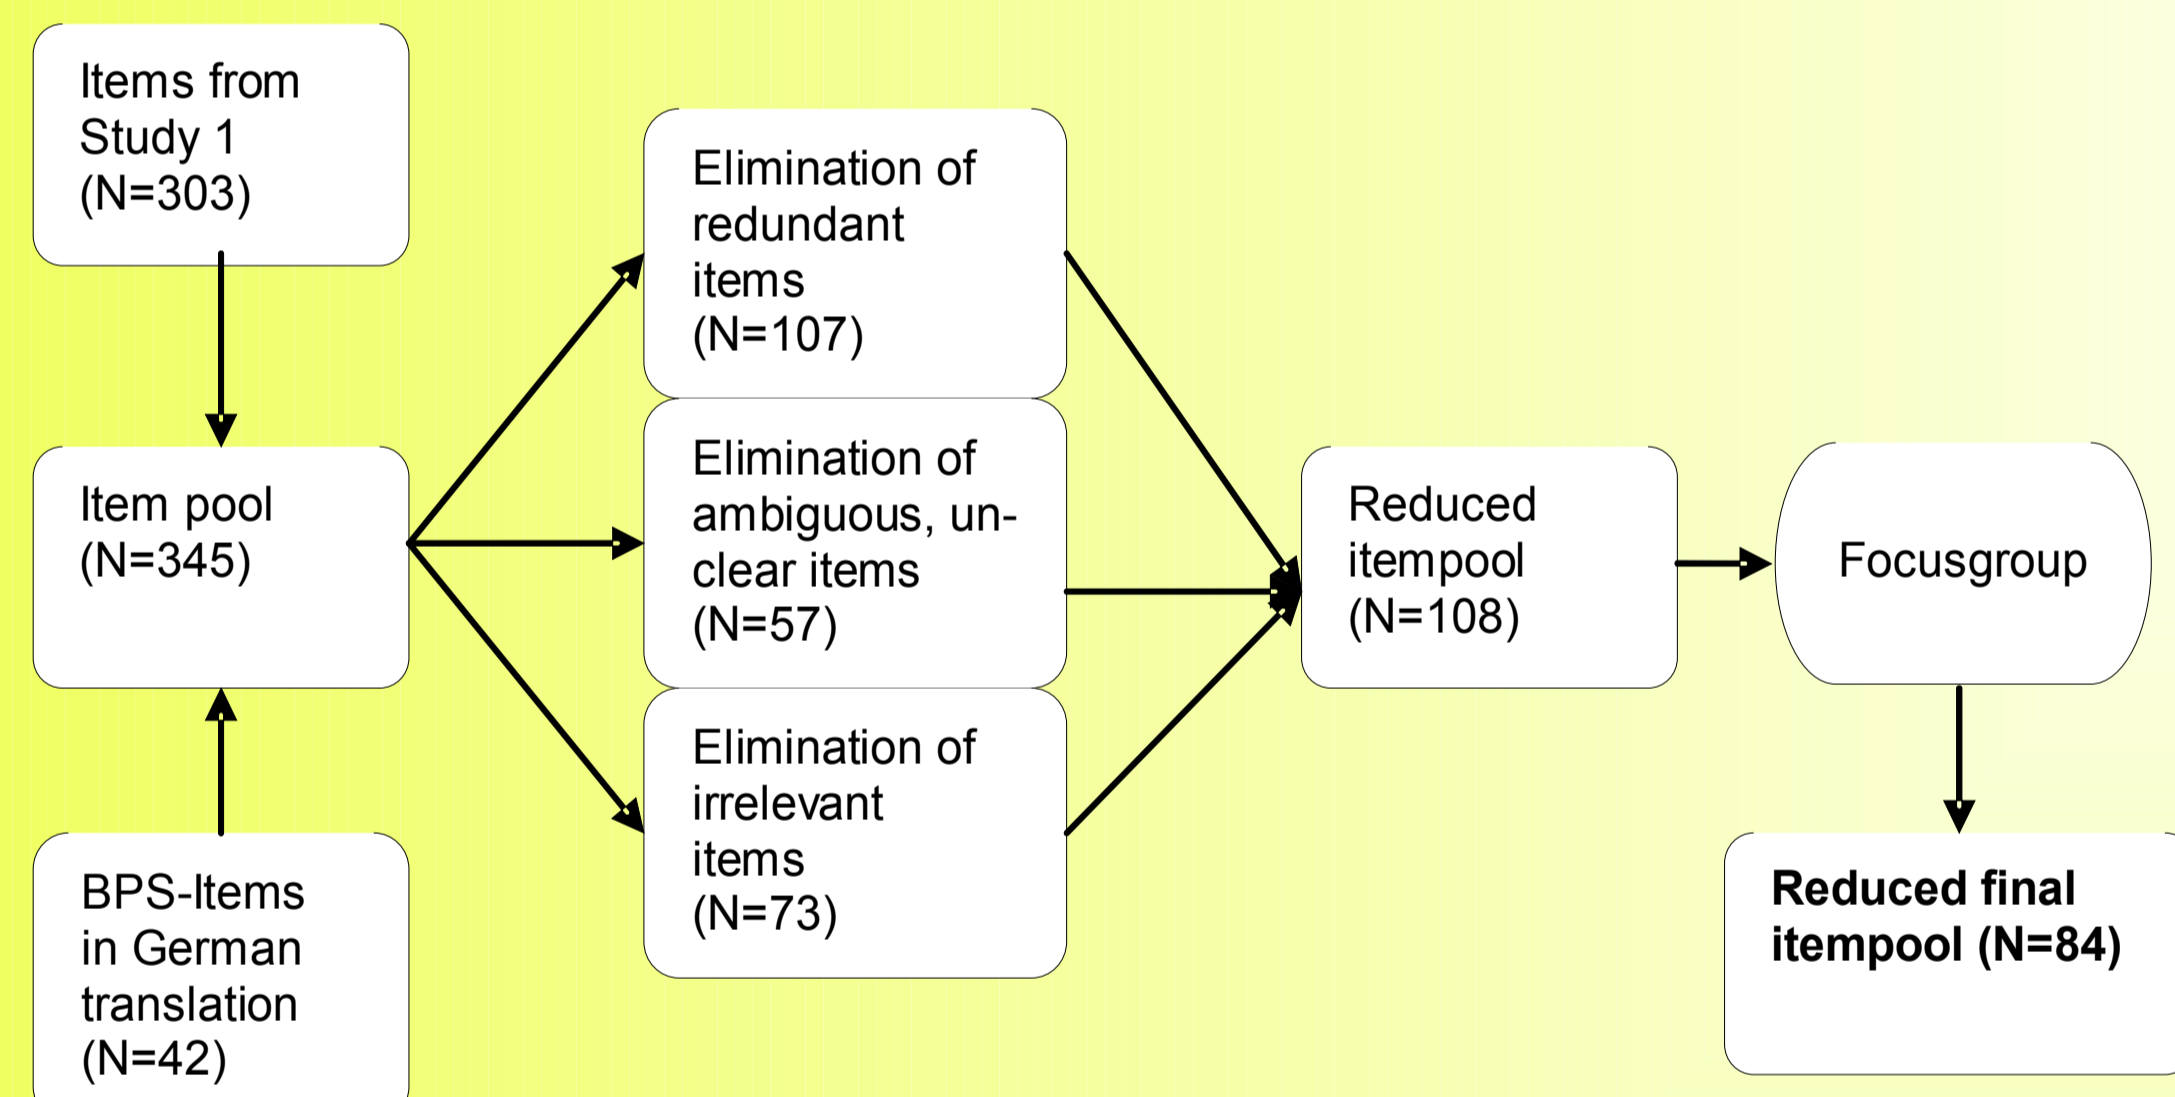 Items from
Study 1
(N=303)
Item pool
(N=345)
BPS-Items
in German
translation
(N=42)
Elimination of
redundant
items
(N=107)
Elimination of
ambiguous, un-
clear items
(N=57)
Elimination of
irrelevant
items
(N=73)
Reduced
itempool
(N=108)
Focusgroup
Reduced final
itempool (N=84)